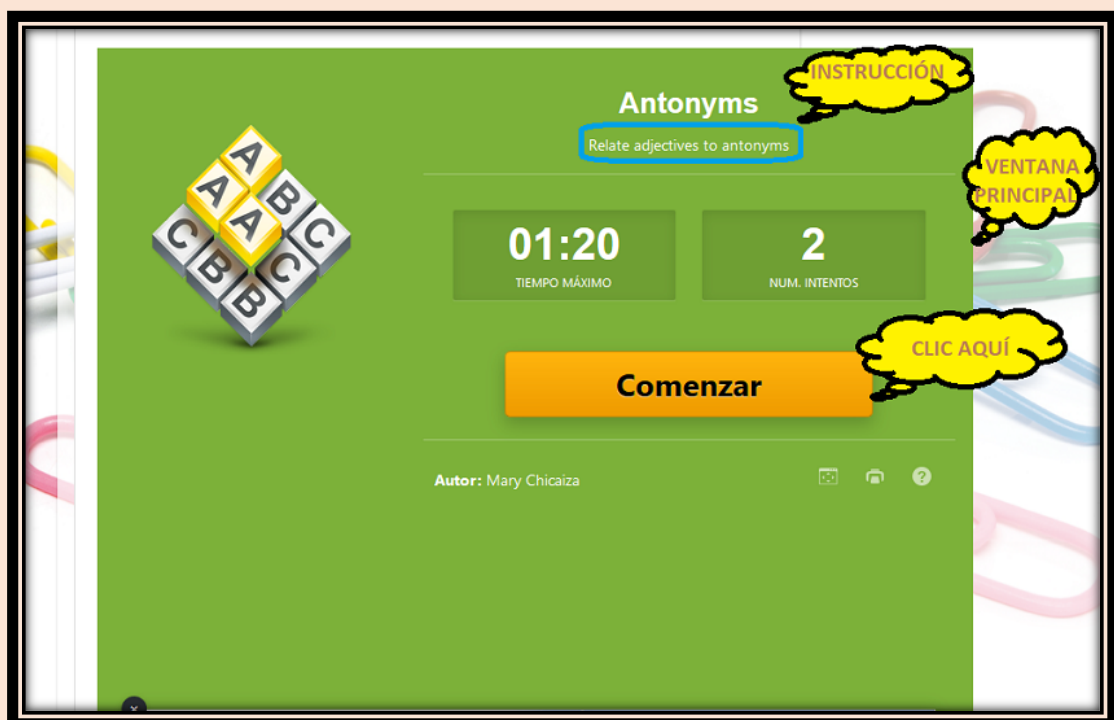 INSTRUCCIÓN
Antonyms
Relate adjectives to antonyms
VENTANA
PRINCIPAL
01:20
2
TIEMPO MÁXIMO
NUM. INTENTOS
CLIC AQUÍ
Comenzar
Autor: Mary Chicaiza
A
A B
A A C
C B C
B